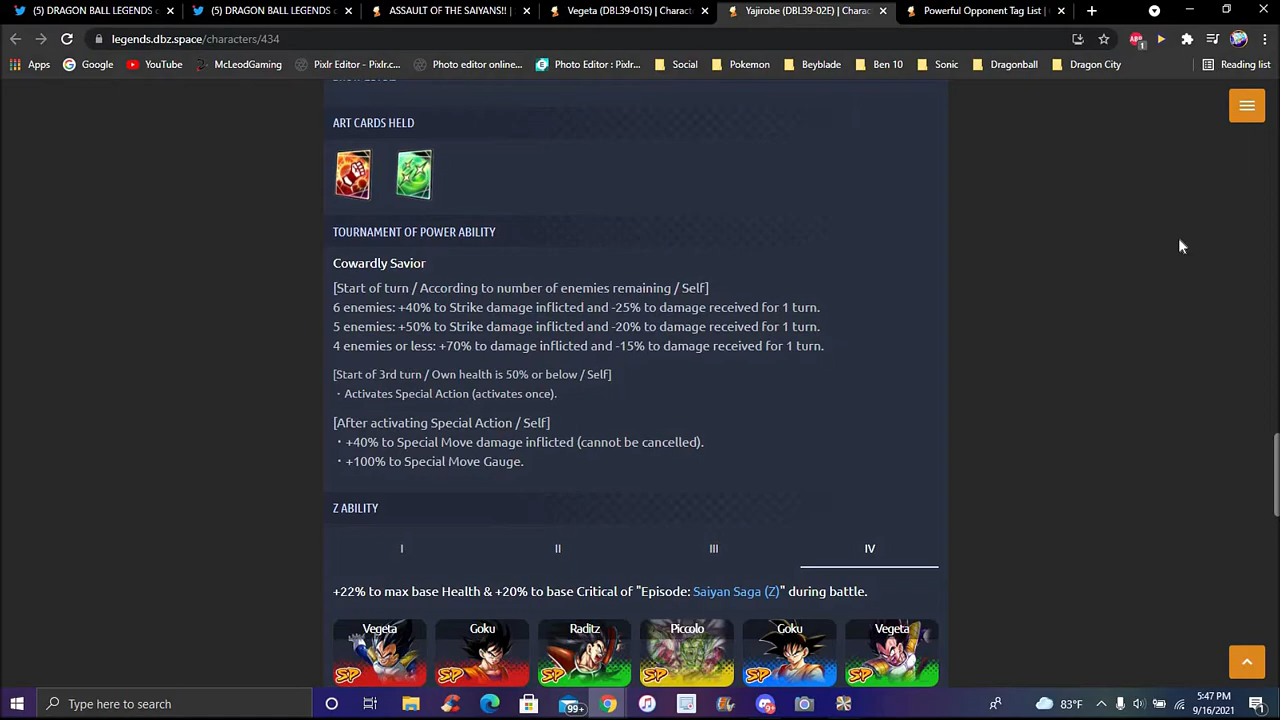 (5) DRAGON BALL LEGENDS
(5) DRAGON BALL LEGENDS
ASSAULT OF THE SAIYANS!!
Vegeta (DBL39-01S) | Charact
Yajirobe (DBL39-02E) | Charac
Powerful Opponent Tag List |
legends.dbz.space/characters/434
Apps
Google
YouTube
McLeodGaming
Pixlr Editor - Pixlr.c...
Photo editor online...
Photo Editor : Pixr...
Social
Pokemon
Beyblade
Ben 10
Sonic
Dragonball
Dragon City
Reading list
ART CARDS HELD
TOURNAMENT OF POWER ABILITY
Cowardly Savior
[Start of turn / According to number of enemies remaining / Self]
6 enemies: +40% to Strike damage inflicted and -25% to damage received for 1 turn.
5 enemies: +50% to Strike damage inflicted and -20% to damage received for 1 turn.
4 enemies or less: +70% to damage inflicted and -15% to damage received for 1 turn.
[Start of 3rd turn / Own health is 50% or below / Self]
・Activates Special Action (activates once).
[After activating Special Action / Self]
・+40% to Special Move damage inflicted (cannot be cancelled).
・+100% to Special Move Gauge.
Z ABILITY
I II III IV
+22% to max base Health & +20% to base Critical of "Episode: Saiyan Saga (Z)" during battle.
Vegeta Goku Raditz Piccolo Goku Vegeta
SP SP SP SP SP SP
Type here to search
99+
83°F
5:47 PM
9/16/2021
1